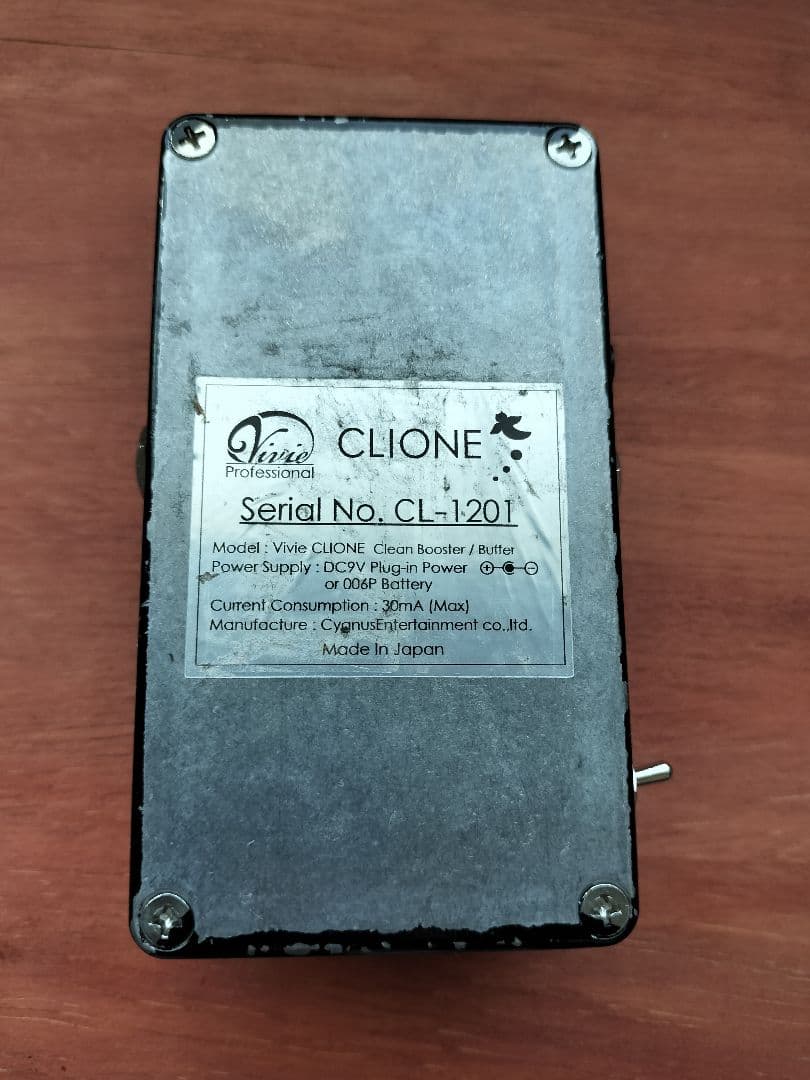 Vivie
Professional
CLIONE
Serial No. CL-1201
Model : Vivie CLIONE Clean Booster / Buffer
Power Supply : DC9V Plug-in Power
or 006P Battery
Current Consumption : 30mA (Max)
Manufacture : CygnusEntertainment co.,ltd.
Made In Japan